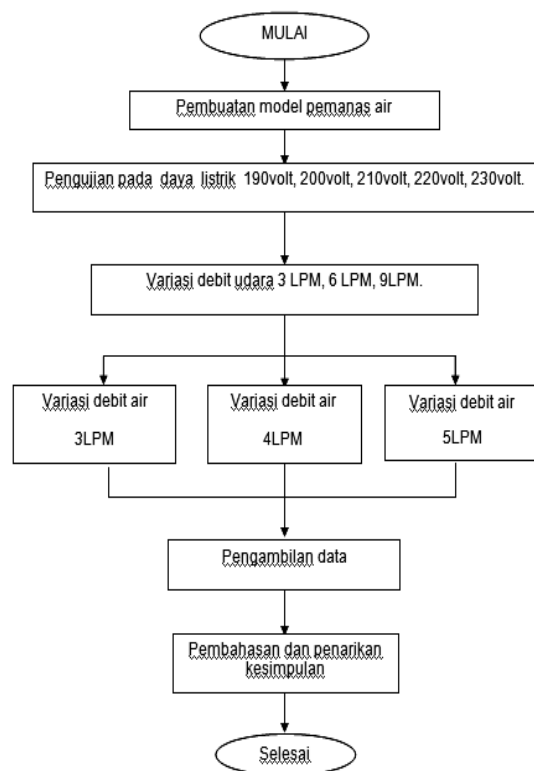 MULAI
Pembuatan model pemanas air
Pengujian pada daya listrik 190volt, 200volt, 210volt, 220volt, 230volt.
Variasi debit udara 3 LPM, 6 LPM, 9LPM.
Variasi debit air
3LPM
Variasi debit air
4LPM
Variasi debit air
5LPM
Pengambilan data
Pembahasan dan penarikan
kesimpulan
Selesai